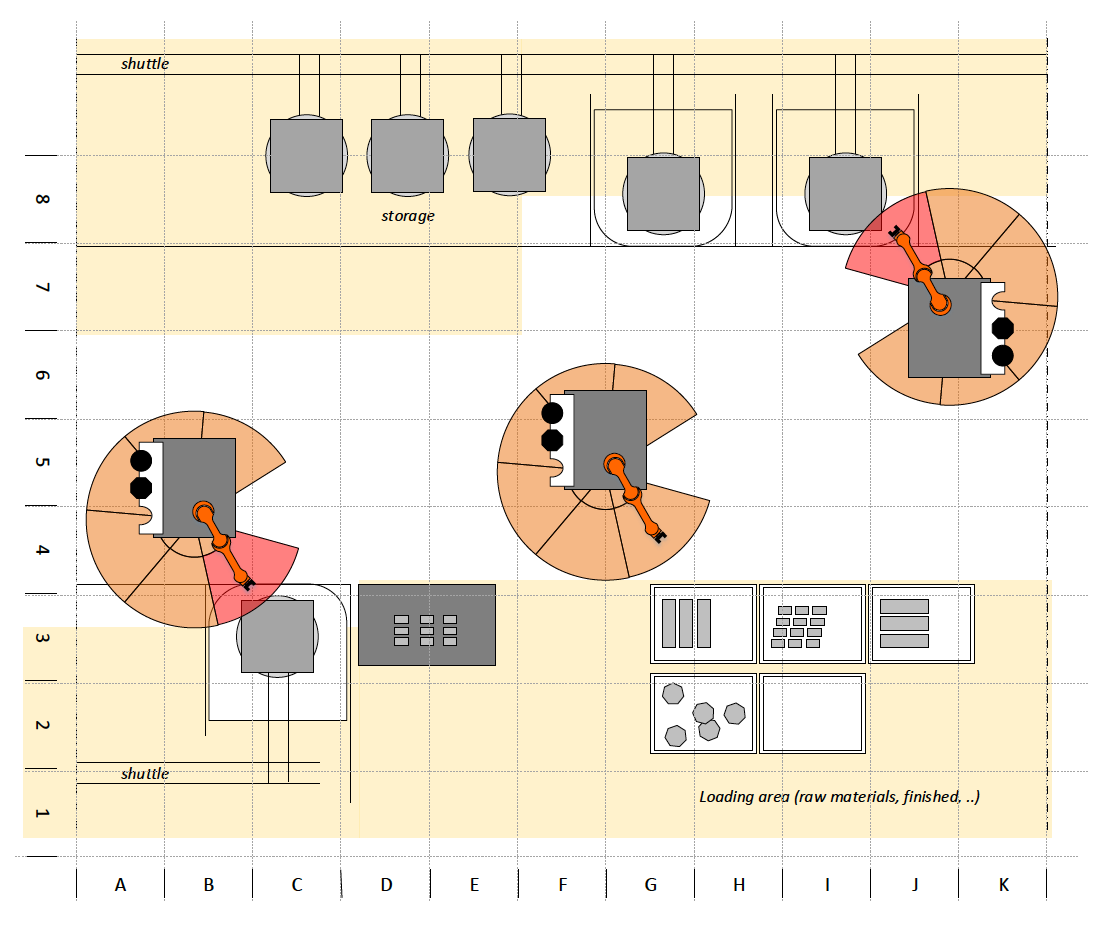 shuttle
8
storage
7
6
5
4
3
2
shuttle
Loading area (raw materials, finished, ..)
1
A B C D E F G H I J K